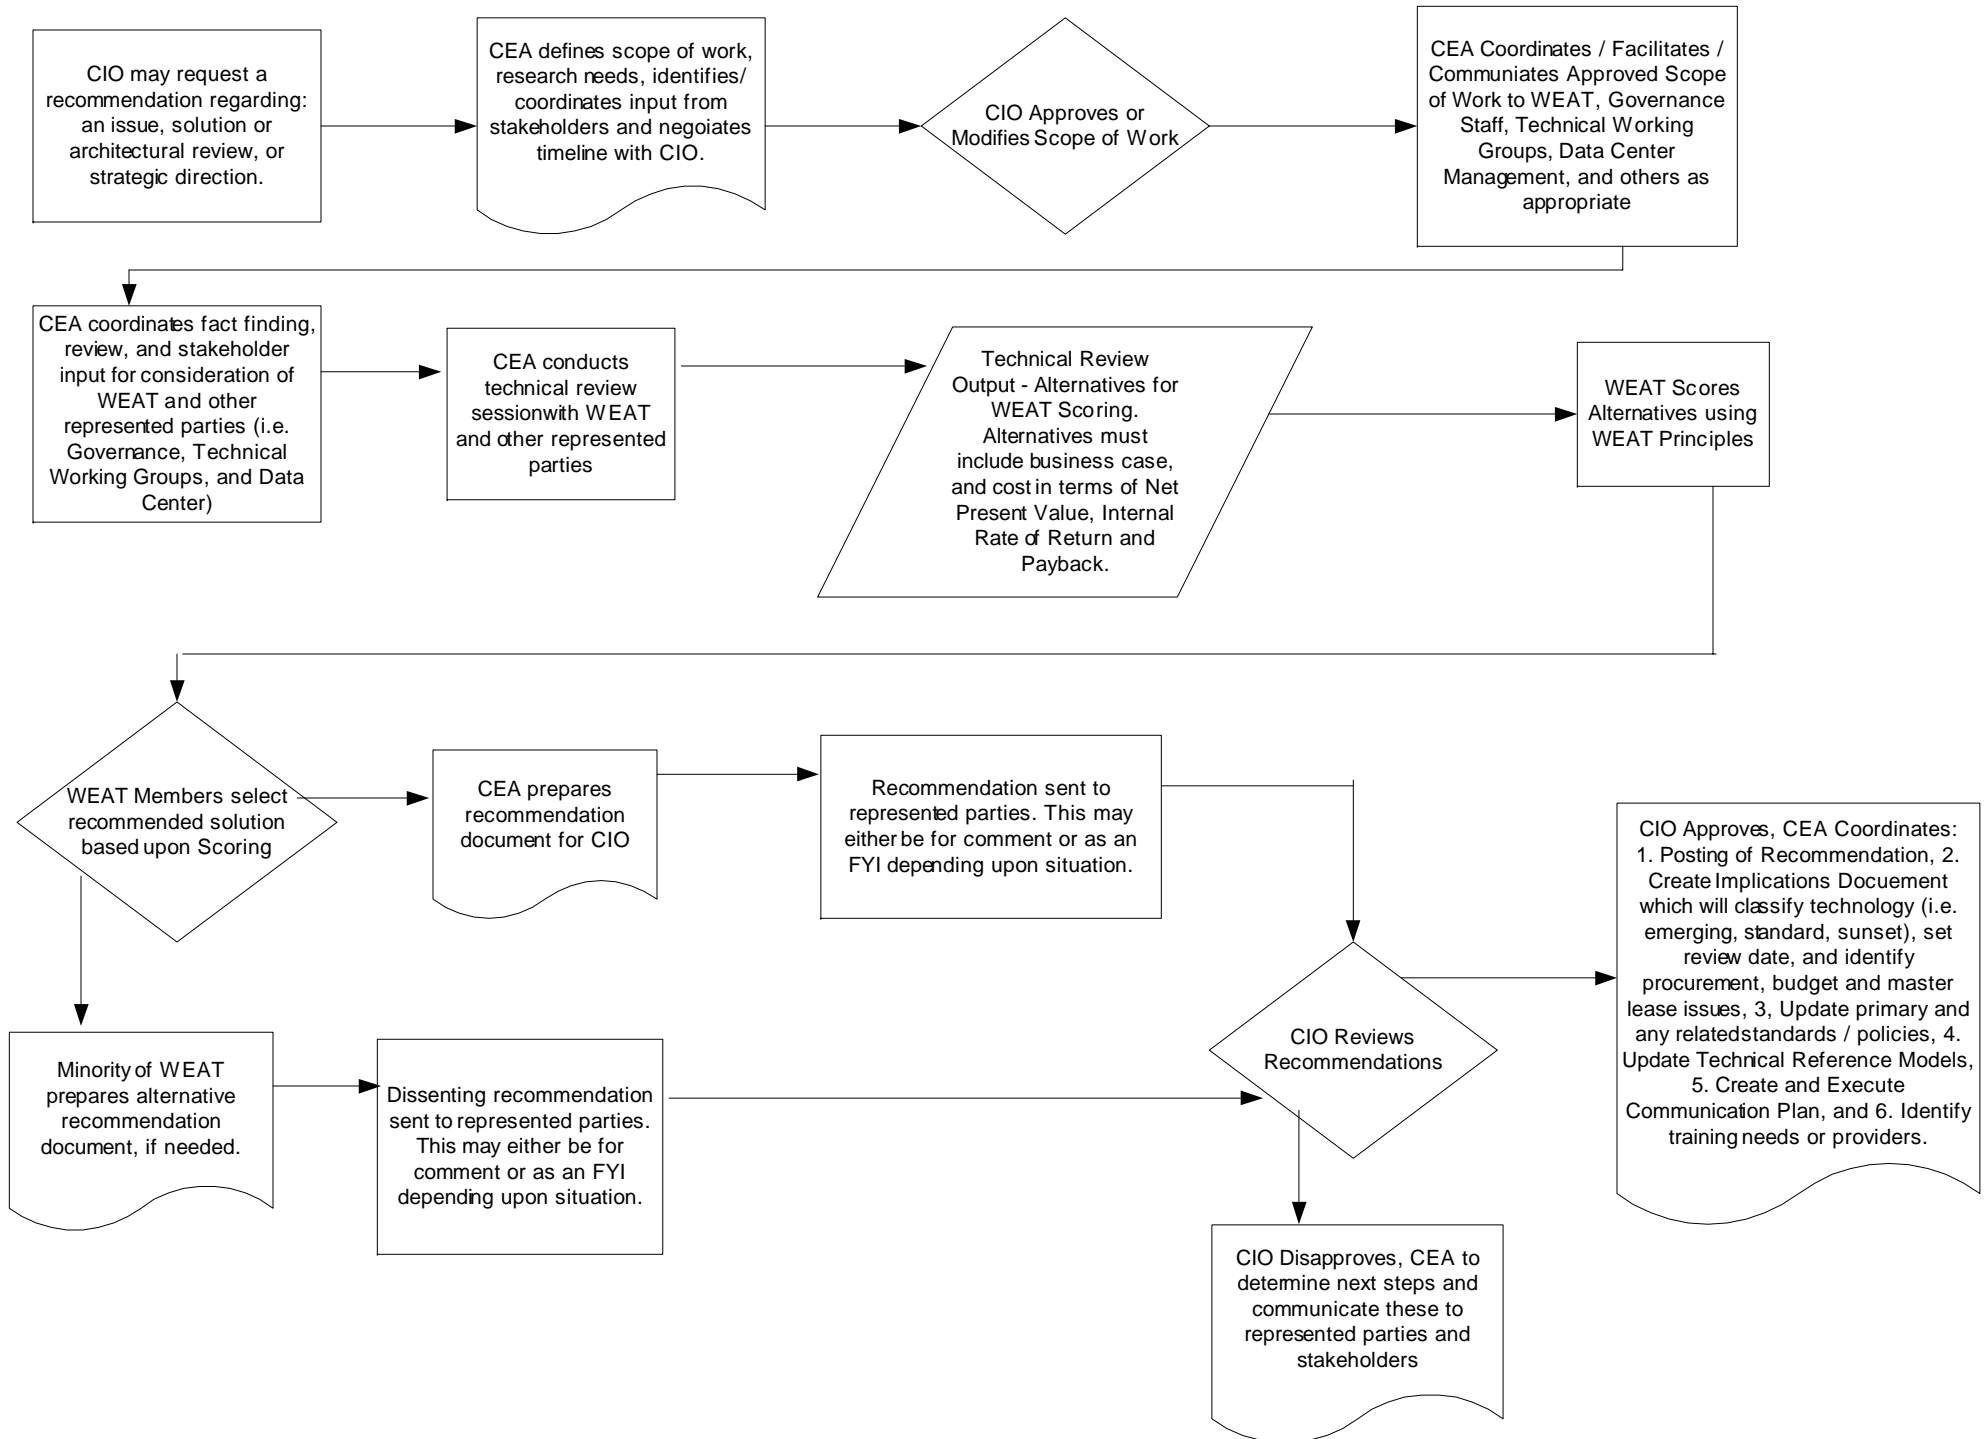 CIO may request a
recommendation regarding:
an issue, solution or
architectural review, or
strategic direction.
CEA defines scope of work,
research needs, identifies/
coordinates input from
stakeholders and negoiates
timeline with CIO.
CIO Approves or
Modifies Scope of Work
CEA Coordinates / Facilitates /
Communiates Approved Scope
of Work to WEAT, Governance
Staff, Technical Working
Groups, Data Center
Management, and others as
appropriate
CEA coordinates fact finding,
review, and stakeholder
input for consideration of
WEAT and other
represented parties (i.e.
Governance, Technical
Working Groups, and Data
Center)
CEA conducts
technical review
session with WEAT
and other represented
parties
Technical Review
Output - Alternatives for
WEAT Scoring.
Alternatives must
include business case,
and cost in terms of Net
Present Value, Internal
Rate of Return and
Payback.
WEAT Scores
Alternatives using
WEAT Principles
WEAT Members select
recommended solution
based upon Scoring
CEA prepares
recommendation
document for CIO
Recommendation sent to
represented parties. This may
either be for comment or as an
FYI depending upon situation.
CIO Approves, CEA Coordinates:
1. Posting of Recommendation, 2.
Create Implications Docuement
which will classify technology (i.e.
emerging, standard, sunset), set
review date, and identify
procurement, budget and master
lease issues, 3, Update primary and
any related standards / policies, 4.
Update Technical Reference Models,
5. Create and Execute
Communication Plan, and 6. Identify
training needs or providers.
Minority of WEAT
prepares alternative
recommendation
document, if needed.
Dissenting recommendation
sent to represented parties.
This may either be for
comment or as an FYI
depending upon situation.
CIO Reviews
Recommendations
CIO Disapproves, CEA to
determine next steps and
communicate these to
represented parties and
stakeholders